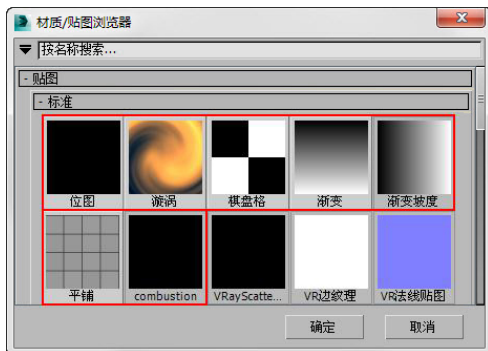 材质/贴图浏览器
按名称搜索...
- 贴图
- 标准
位图 漩涡 棋盘格 渐变 渐变坡度
平铺 combustion VRayScatte... VR边纹理 VR法线贴图
确定 取消